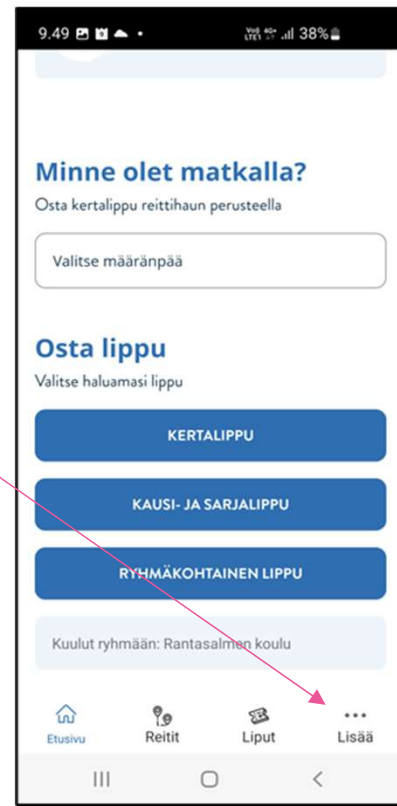 9.49 38%
Minne olet matkalla?
Osta kertalippu reittihaun perusteella
Valitse määränpää
Osta lippu
Valitse haluamasi lippu
KERTALIPPU
KAUSI- JA SARJALIPPU
RYHMÄKOHTAINEN LIPPU
Kuulut ryhmään: Rantasalmen koulu
Etusivu Reitit Liput Lisää